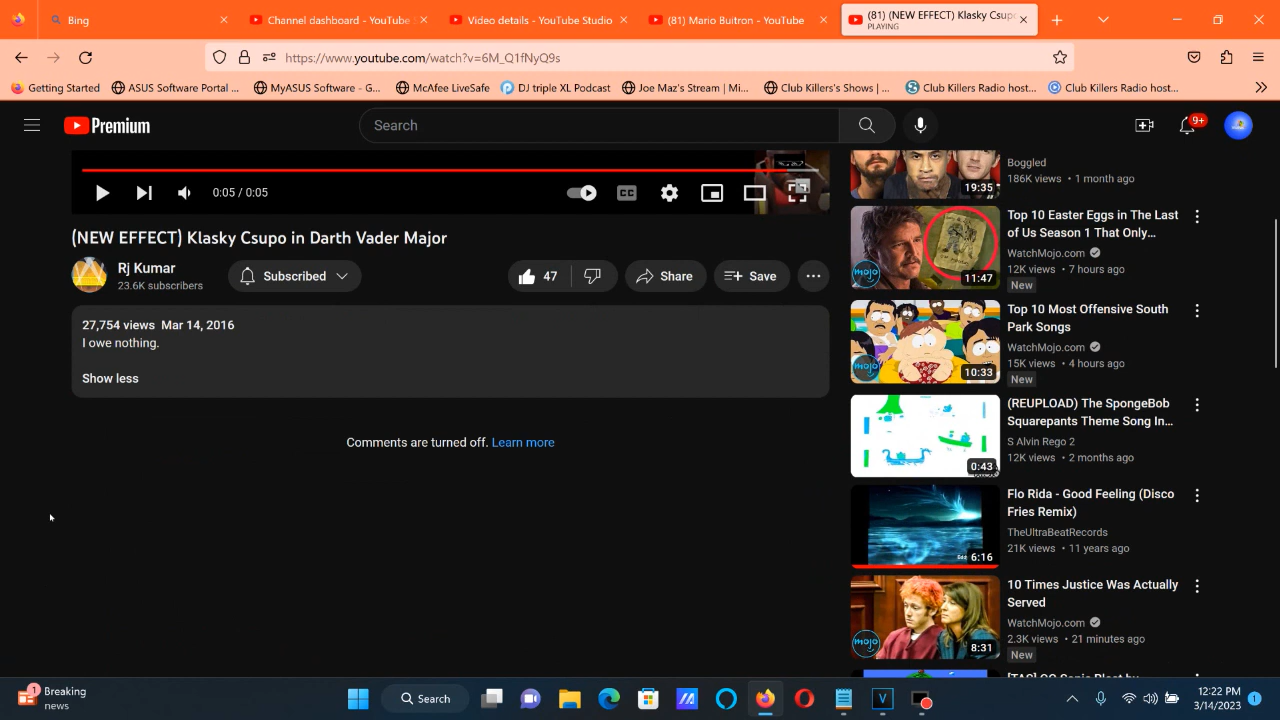 Bing
Channel dashboard - YouTube
Video details - YouTube Studio
(81) Mario Buitron - YouTube
(81) (NEW EFFECT) Klasky Csupo
PLAYING
https://www.youtube.com/watch?v=6M_Q1fNyQ9s
Getting Started
ASUS Software Portal ...
MyASUS Software - G...
McAfee LiveSafe
DJ triple XL Podcast
Joe Maz's Stream | Mi...
Club Killers's Shows | ...
Club Killers Radio host...
Club Killers Radio host...
Premium
Search
9+
0:05 / 0:05
CC
(NEW EFFECT) Klasky Csupo in Darth Vader Major
Rj Kumar
23.6K subscribers
Subscribed
47
Share
Save
27,754 views Mar 14, 2016
I owe nothing.
Show less
Comments are turned off. Learn more
19:35
Boggled
186K views • 1 month ago
mojo
11:47
Top 10 Easter Eggs in The Last
of Us Season 1 That Only...
WatchMojo.com
12K views • 7 hours ago
New
mojo
10:33
Top 10 Most Offensive South
Park Songs
WatchMojo.com
15K views • 4 hours ago
New
0:43
(REUPLOAD) The SpongeBob
Squarepants Theme Song In...
S Alvin Rego 2
12K views • 2 months ago
6:16
Flo Rida - Good Feeling (Disco
Fries Remix)
TheUltraBeatRecords
21K views • 11 years ago
mojo
8:31
10 Times Justice Was Actually
Served
WatchMojo.com
2.3K views • 21 minutes ago
New
1
Breaking
news
Search
V
12:22 PM
3/14/2023
1